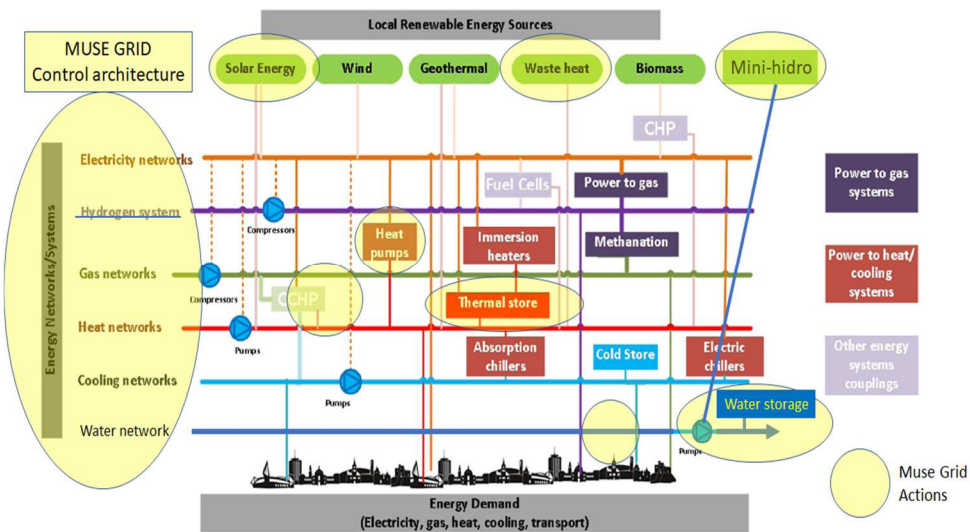 Local Renewable Energy Sources
MUSE GRID
Control architecture
Solar Energy
Wind
Geothermal
Waste heat
Biomass
Mini-hidro
CHP
Energy Networks/Systems
Electricity networks
Fuel Cells
Power to gas
Power to gas
systems
Hydrogen system
Compressors
Heat
pumps
Immersion
heaters
Methanation
Gas networks
Compressors
CCHP
Thermal store
Power to heat/
cooling systems
Heat networks
Pumps
Absorption
chillers
Cold Store
Electric
chillers
Other energy
systems
couplings
Cooling networks
Pumps
Water storage
Water network
Pumps
Muse Grid
Actions
Energy Demand
(Electricity, gas, heat, cooling, transport)